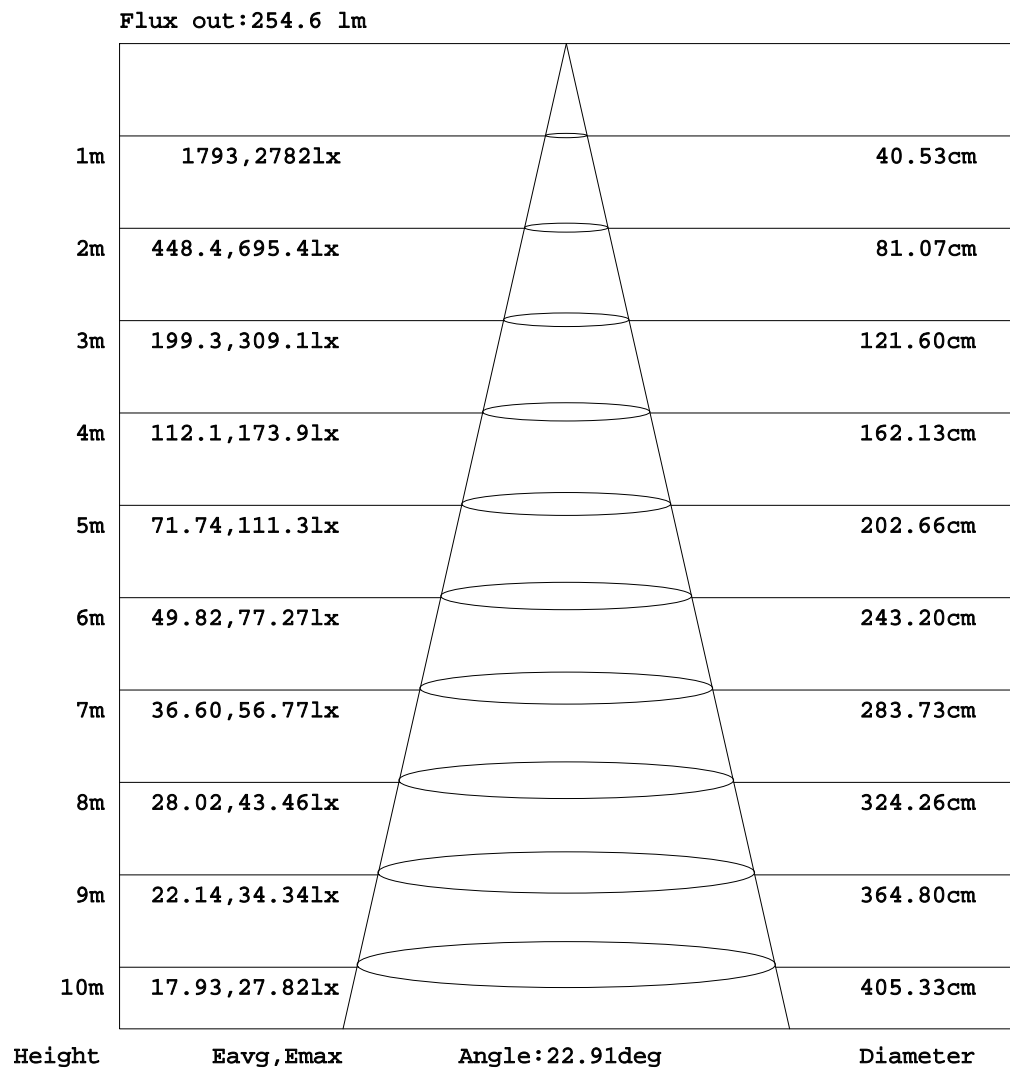 Flux out:254.6 lm
1m 1793,2782lx 40.53cm
2m 448.4,695.4lx 81.07cm
3m 199.3,309.1lx 121.60cm
4m 112.1,173.9lx 162.13cm
5m 71.74,111.3lx 202.66cm
6m 49.82,77.27lx 243.20cm
7m 36.60,56.77lx 283.73cm
8m 28.02,43.46lx 324.26cm
9m 22.14,34.34lx 364.80cm
10m 17.93,27.82lx 405.33cm
Height Eavg,Emax Angle:22.91deg Diameter